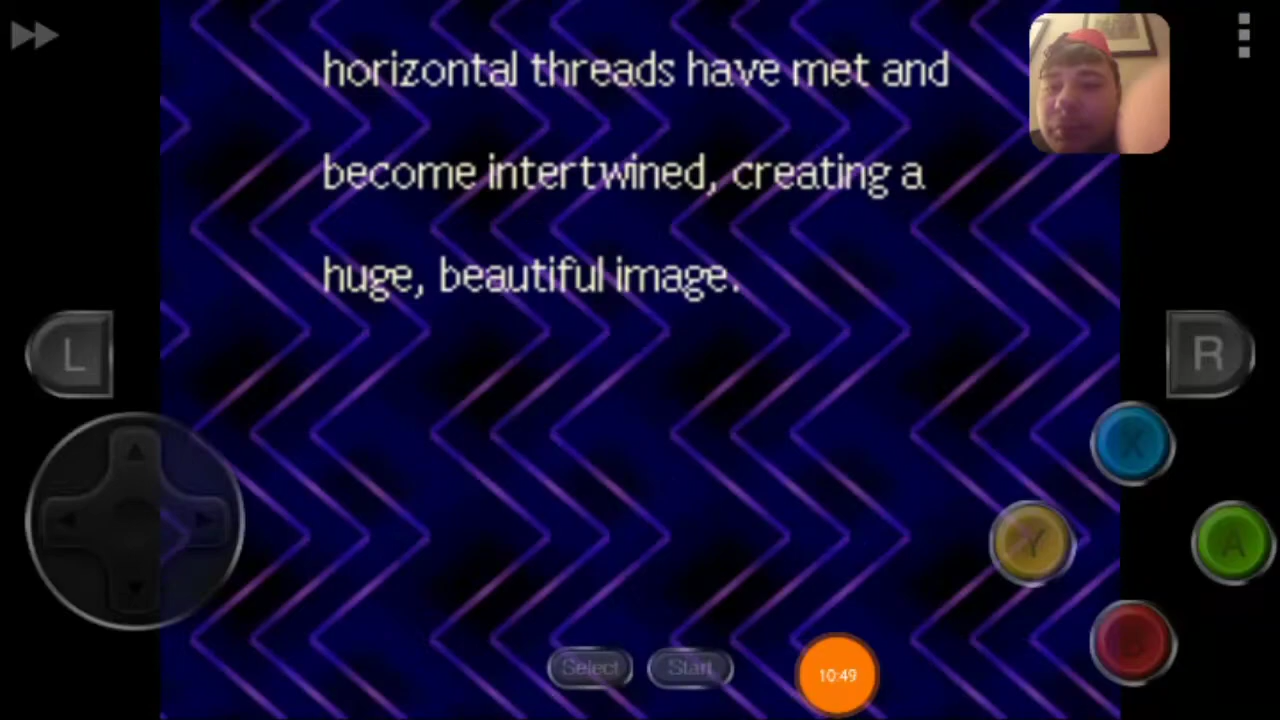 horizontal threads have met and
become intertwined, creating a
huge, beautiful image.
L
R
X
Y
A
B
Select
Start
10:49